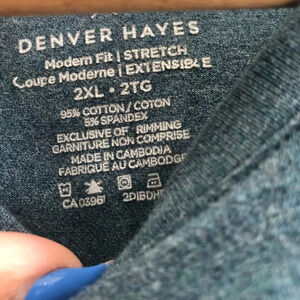 DENVER HAYES
Modern Fit | STRETCH
Coupe Moderne | EXTENSIBLE
2XL • 2TG
95% COTTON / COTON
5% SPANDEX
EXCLUSIVE OF RIMMING
GARNITURE NON COMPRISE
MADE IN CAMBODIA
FABRIQUÉ AU CAMBODGE